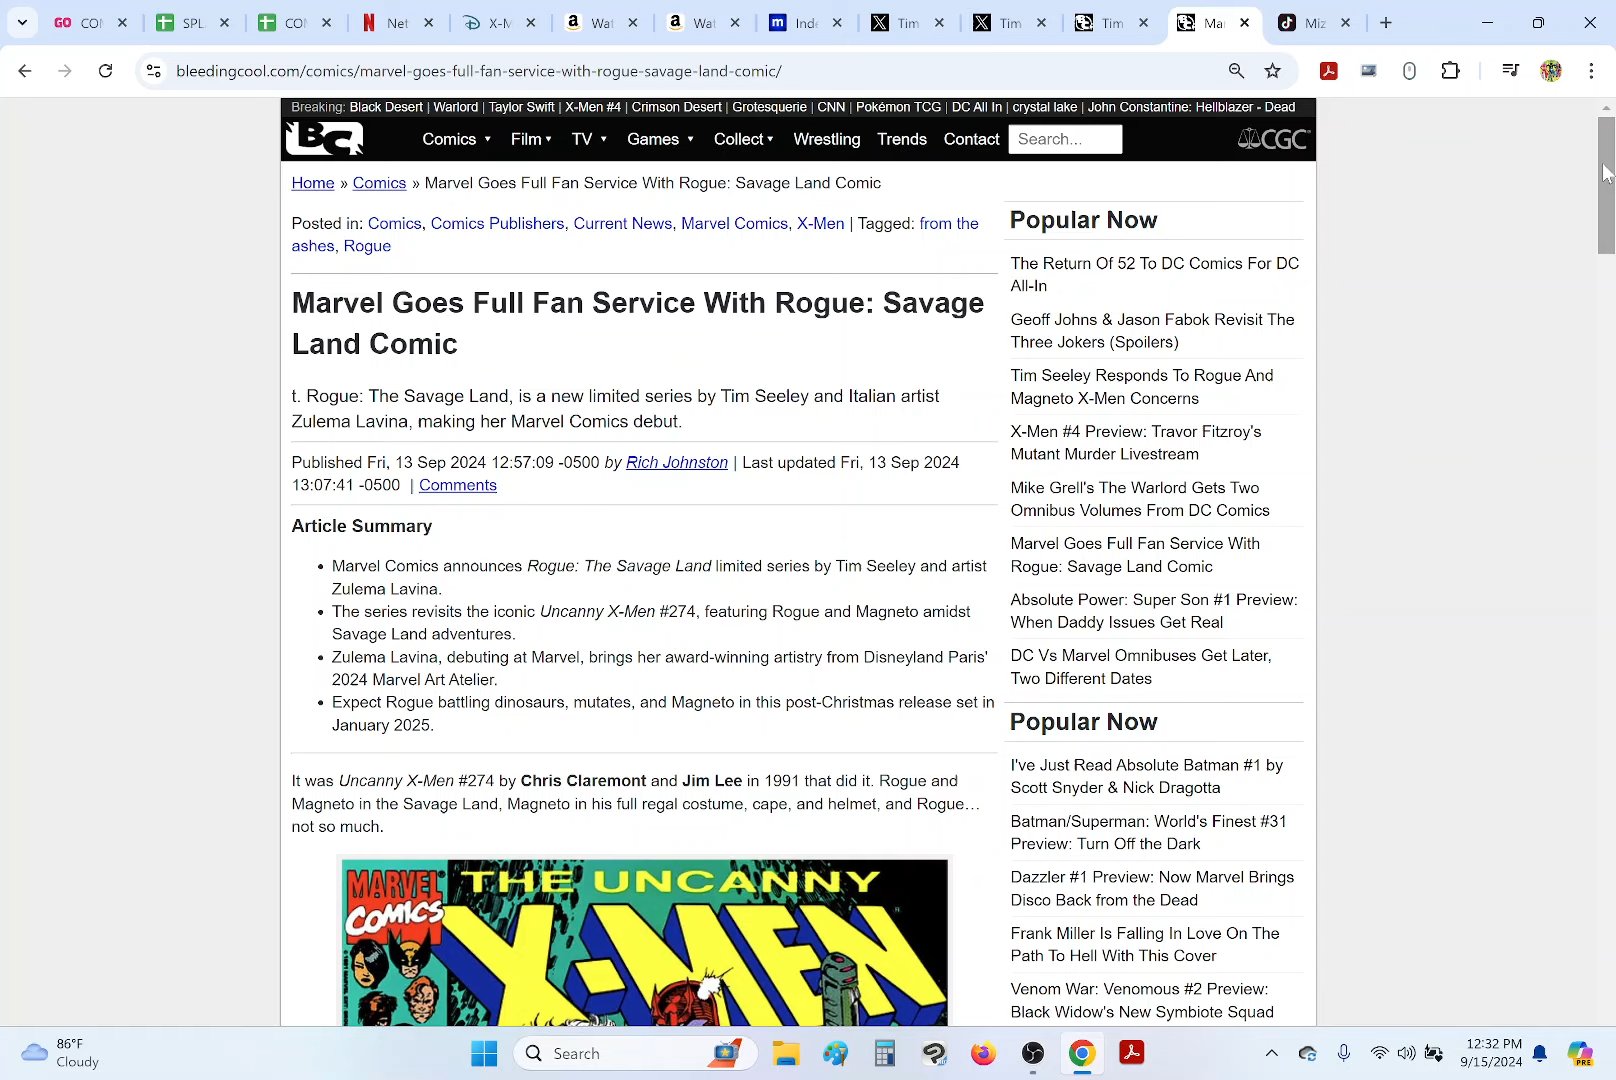 GO CON
SPL
CON
Net
X-M
Wat
Wat
m Inde
Tim
Tim
Tim
Mar
Miz
bleedingcool.com/comics/marvel-goes-full-fan-service-with-rogue-savage-land-comic/
Breaking: Black Desert | Warlord | Taylor Swift | X-Men #4 | Crimson Desert | Grotesquerie | CNN | Pokémon TCG | DC All In | crystal lake | John Constantine: Hellblazer - Dead
BC Comics Film TV Games Collect Wrestling Trends Contact Search... CGC
Home » Comics » Marvel Goes Full Fan Service With Rogue: Savage Land Comic
Posted in: Comics, Comics Publishers, Current News, Marvel Comics, X-Men | Tagged: from the
ashes, Rogue
Marvel Goes Full Fan Service With Rogue: Savage
Land Comic
t. Rogue: The Savage Land, is a new limited series by Tim Seeley and Italian artist
Zulema Lavina, making her Marvel Comics debut.
Published Fri, 13 Sep 2024 12:57:09 -0500 by Rich Johnston | Last updated Fri, 13 Sep 2024
13:07:41 -0500 | Comments
Article Summary
• Marvel Comics announces Rogue: The Savage Land limited series by Tim Seeley and artist
Zulema Lavina.
• The series revisits the iconic Uncanny X-Men #274, featuring Rogue and Magneto amidst
Savage Land adventures.
• Zulema Lavina, debuting at Marvel, brings her award-winning artistry from Disneyland Paris'
2024 Marvel Art Atelier.
• Expect Rogue battling dinosaurs, mutates, and Magneto in this post-Christmas release set in
January 2025.
It was Uncanny X-Men #274 by Chris Claremont and Jim Lee in 1991 that did it. Rogue and
Magneto in the Savage Land, Magneto in his full regal costume, cape, and helmet, and Rogue…
not so much.
MARVEL
COMICS
THE UNCANNY
X-MEN
Popular Now
The Return Of 52 To DC Comics For DC
All-In
Geoff Johns & Jason Fabok Revisit The
Three Jokers (Spoilers)
Tim Seeley Responds To Rogue And
Magneto X-Men Concerns
X-Men #4 Preview: Travor Fitzroy's
Mutant Murder Livestream
Mike Grell's The Warlord Gets Two
Omnibus Volumes From DC Comics
Marvel Goes Full Fan Service With
Rogue: Savage Land Comic
Absolute Power: Super Son #1 Preview:
When Daddy Issues Get Real
DC Vs Marvel Omnibuses Get Later,
Two Different Dates
Popular Now
I've Just Read Absolute Batman #1 by
Scott Snyder & Nick Dragotta
Batman/Superman: World's Finest #31
Preview: Turn Off the Dark
Dazzler #1 Preview: Now Marvel Brings
Disco Back from the Dead
Frank Miller Is Falling In Love On The
Path To Hell With This Cover
Venom War: Venomous #2 Preview:
Black Widow's New Symbiote Squad
86°F
Cloudy
Search
12:32 PM
9/15/2024
PRE